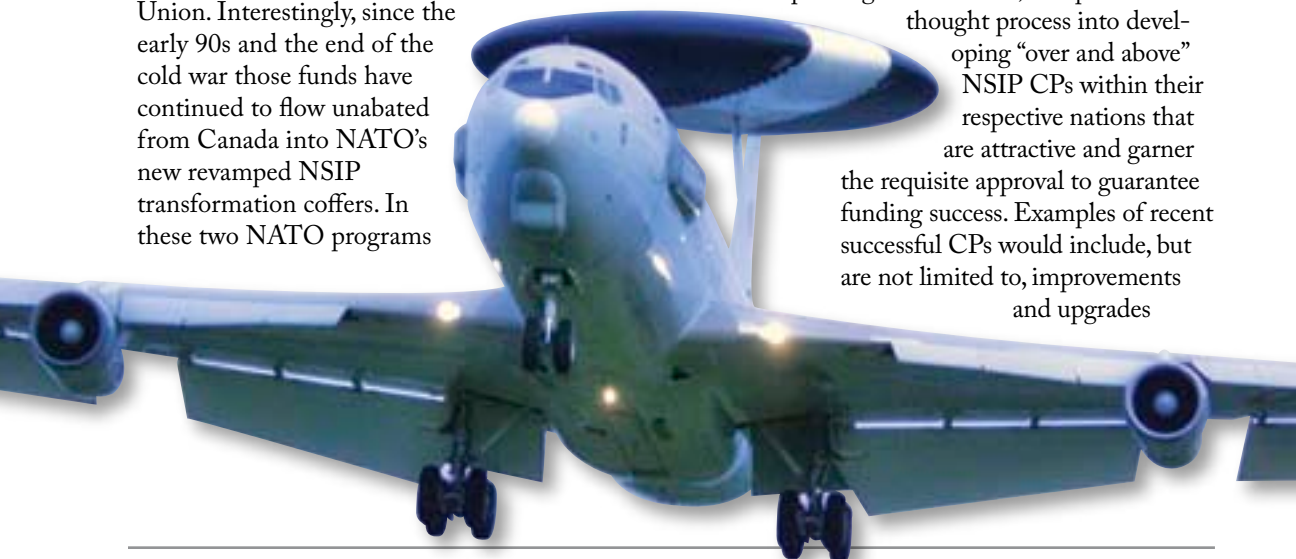 Union. Interestingly, since the
early 90s and the end of the
cold war those funds have
continued to flow unabated
from Canada into NATO’s
new revamped NSIP
transformation coffers. In
these two NATO programs
thought process into devel-
oping “over and above”
NSIP CPs within their
respective nations that
are attractive and garner
the requisite approval to guarantee
funding success. Examples of recent
successful CPs would include, but
are not limited to, improvements
and upgrades